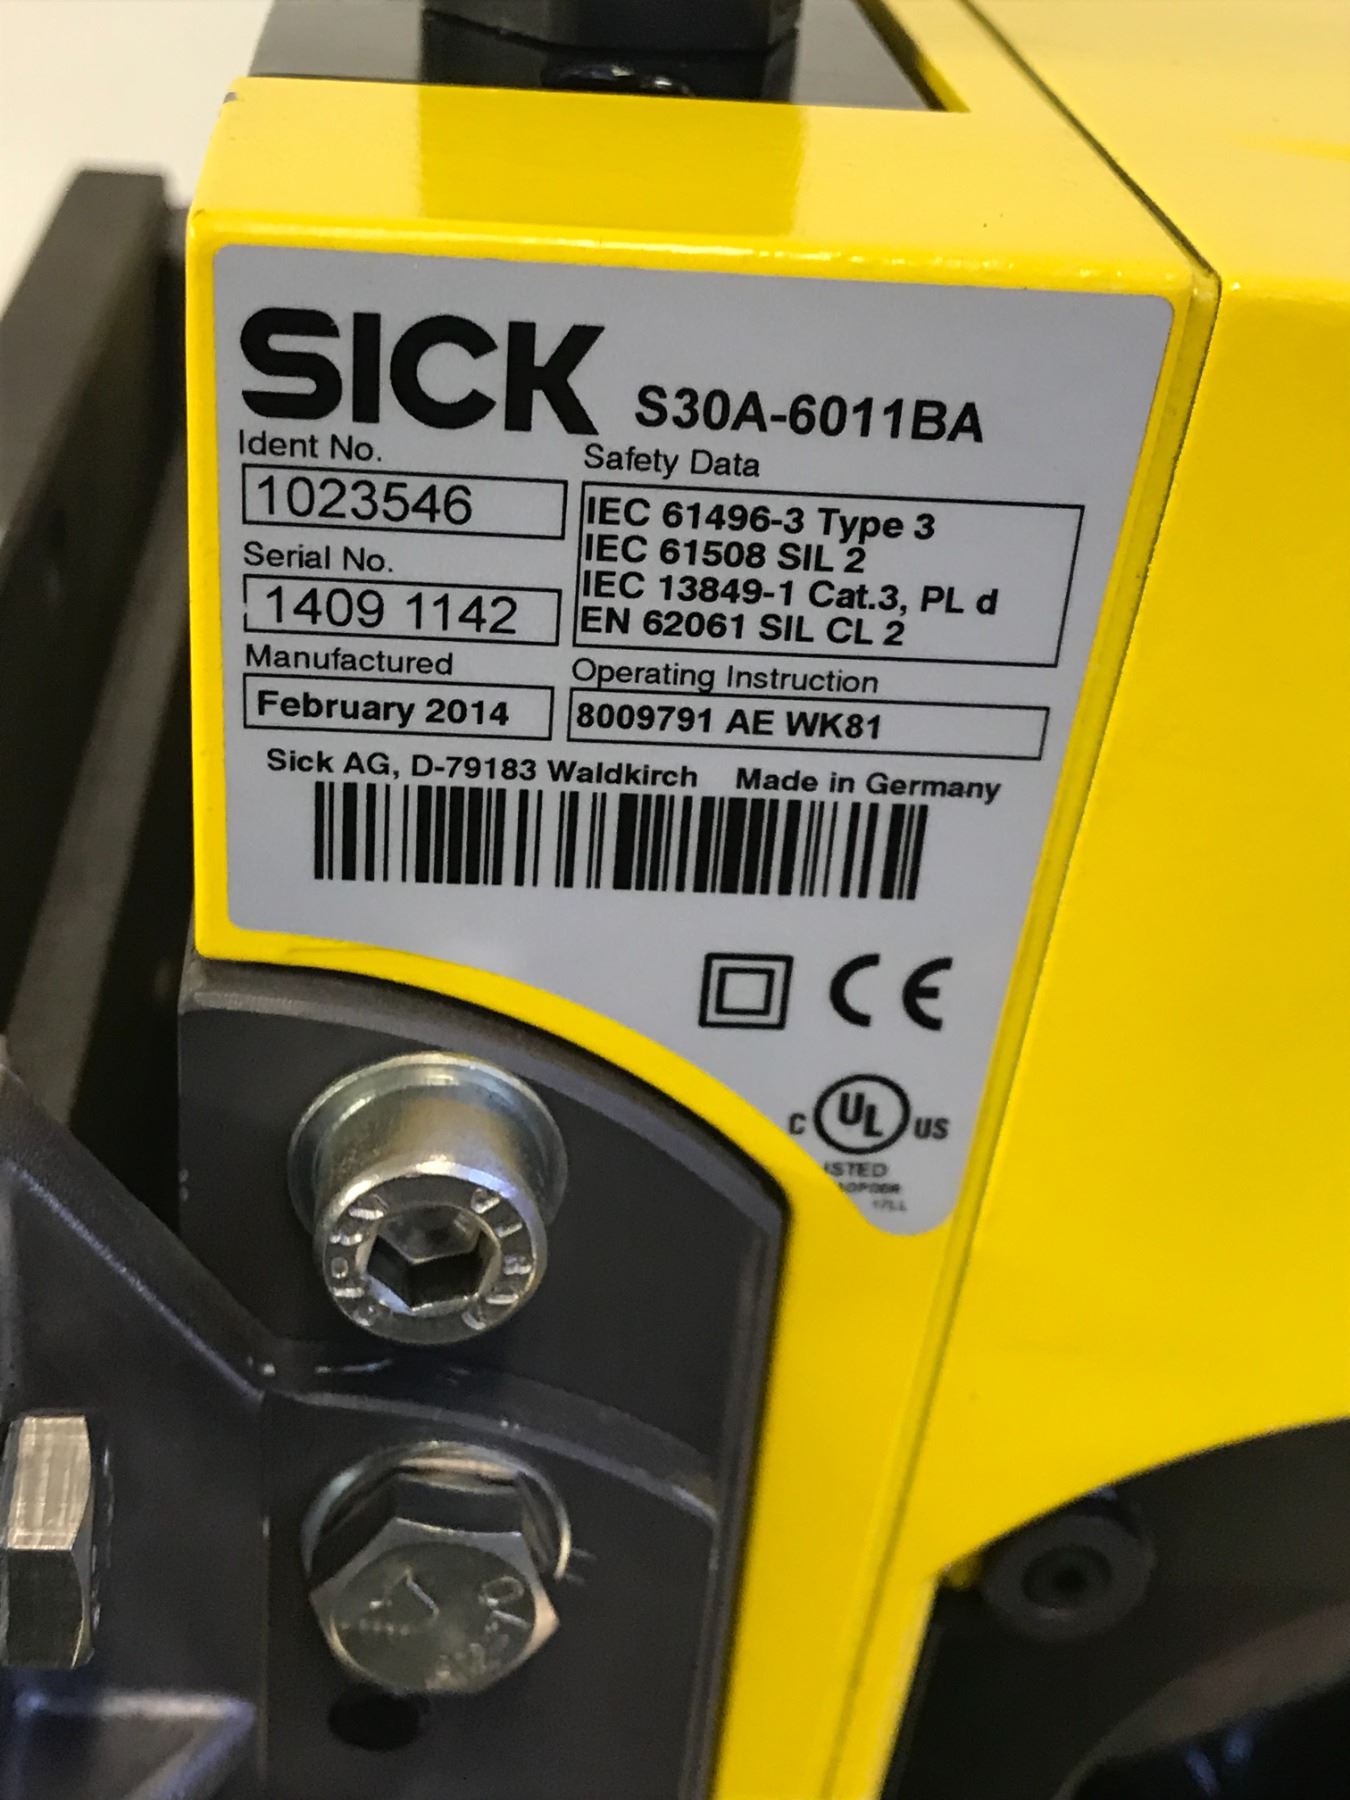 SICK S30A-6011BA
Ident No.
1023546
Serial No.
1409 1142
Manufactured
February 2014
Safety Data
IEC 61496-3 Type 3
IEC 61508 SIL 2
IEC 13849-1 Cat.3, PL d
EN 62061 SIL CL 2
Operating Instruction
8009791 AE WK81
Sick AG, D-79183 Waldkirch Made in Germany
CE
C UL US
ISTED